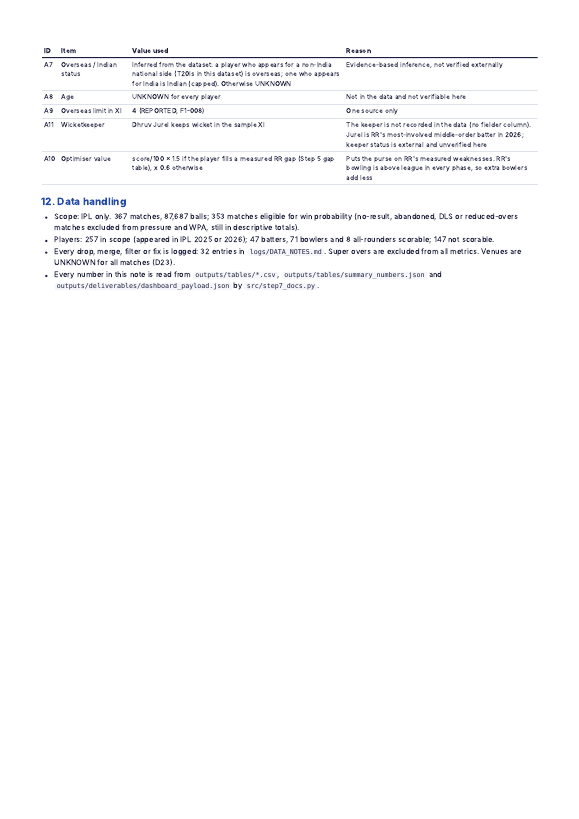 ID Item Value used Reason
A7 Overseas / Indian status Inferred from the dataset: a player who appears for a non-India national side (T20Is in this dataset) is overseas; one who appears for India is Indian (capped). Otherwise UNKNOWN Evidence-based inference, not verified externally
A8 Age UNKNOWN for every player Not in the data and not verifiable here
A9 Overseas limit in XI 4 (REPORTED, F1-008) One source only
A11 Wicketkeeper Dhruv Jurel keeps wicket in the sample XI The keeper is not recorded in the data (no fielder column). Jurel is RR's most-involved middle-order batter in 2026; keeper status is external and unverified here
A10 Optimiser value score/100 × 1.5 if the player fills a measured RR gap (Step 5 gap table), x 0.6 otherwise Puts the purse on RR's measured weaknesses. RR's bowling is above league in every phase, so extra bowlers add less
12. Data handling
• Scope: IPL only. 367 matches, 87,687 balls; 353 matches eligible for win probability (no-result, abandoned, DLS or reduced-overs
matches excluded from pressure and WPA, still in descriptive totals).
• Players: 257 in scope (appeared in IPL 2025 or 2026); 47 batters, 71 bowlers and 8 all-rounders scorable; 147 not scorable.
• Every drop, merge, filter or fix is logged: 32 entries in logs/DATA_NOTES.md. Super overs are excluded from all metrics. Venues are
UNKNOWN for all matches (D23).
• Every number in this note is read from outputs/tables/*.csv, outputs/tables/summary_numbers.json and
outputs/deliverables/dashboard_payload.json by src/step7_docs.py.